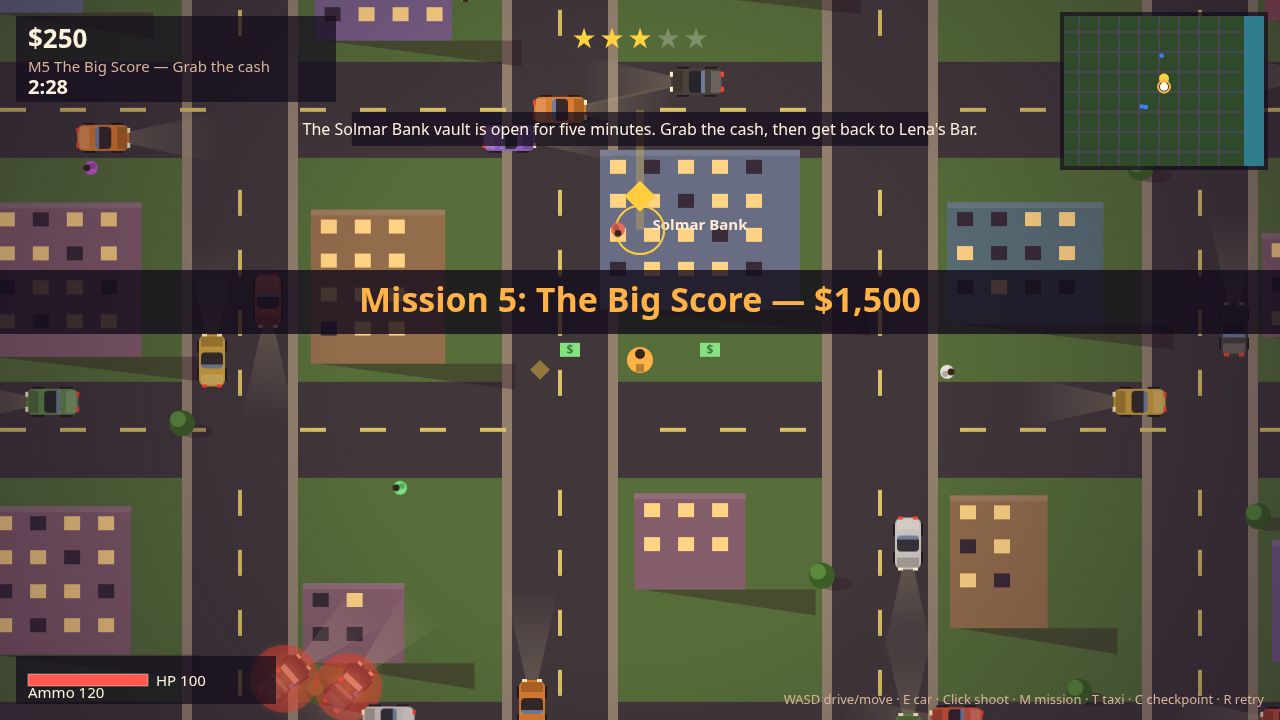 $250
M5 The Big Score — Grab the cash
2:28
The Solmar Bank vault is open for five minutes. Grab the cash, then get back to Lena's Bar.
Solmar Bank
Mission 5: The Big Score — $1,500
$
$
HP 100
Ammo 120
WASD drive/move · E car · Click shoot · M mission · T taxi · C checkpoint · R retry